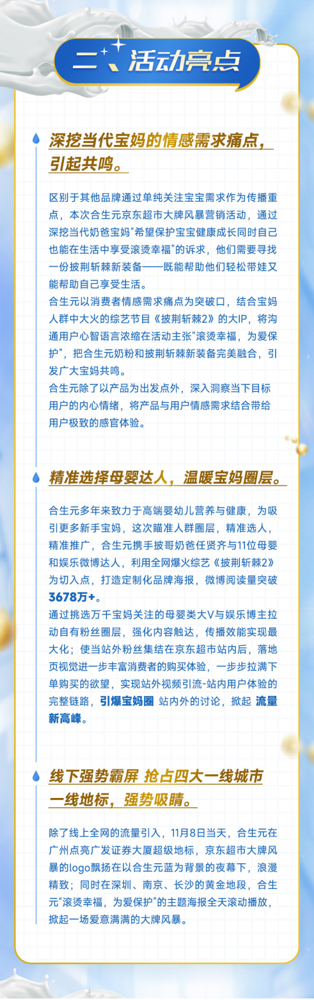 二、活动亮点
深挖当代宝妈的情感需求痛点，
引起共鸣。
区别于其他品牌通过单纯关注宝宝需求作为传播重
点，本次合生元京东超市大牌风暴营销活动，通过
深挖当代奶爸宝妈“希望保护宝宝健康成长同时自己
也能在生活中享受滚烫幸福”的诉求，他们需要寻找
一份披荆斩棘新装备——既能帮助他们轻松带娃又
能帮助自己享受生活。
合生元以消费者情感需求痛点为突破口，结合宝妈
人群中大火的综艺节目《披荆斩棘2》的大IP，将沟
通用户心智语言浓缩在活动主张“滚烫幸福，为爱保
护”，把合生元奶粉和披荆斩棘新装备完美融合，引
发广大宝妈共鸣。
合生元除了以产品为出发点外，深入洞察当下目标
用户的内心情绪，将产品与用户情感需求结合带给
用户极致的感官体验。
精准选择母婴达人，温暖宝妈圈层。
合生元多年来致力于高端婴幼儿营养与健康，为吸
引更多新手宝妈，这次瞄准人群圈层，精准选人，
精准推广，合生元携手披哥奶爸任贤齐与11位母婴
和娱乐微博达人，利用全网爆火综艺《披荆斩棘2》
为切入点，打造定制化品牌海报，微博阅读量突破
3678万+。
通过挑选万千宝妈关注的母婴类大V与娱乐博主拉
动自有粉丝圈层，强化内容触达，传播效能实现最
大化；使当站外粉丝集结在京东超市站内后，落地
页视觉进一步丰富消费者的购买体验，一步步拉满下
单购买的欲望，实现站外视频引流-站内用户体验的
完整链路，引爆宝妈圈 站内外的讨论，掀起 流量
新高峰。
线下强势霸屏 抢占四大一线城市
一线地标，强势吸睛。
除了线上全网的流量引入，11月8日当天，合生元在
广州点亮广发证券大厦超级地标，京东超市大牌风
暴的logo飘扬在以合生元蓝为背景的夜幕下，浪漫
精致；同时在深圳、南京、长沙的黄金地段，合生
元“滚烫幸福，为爱保护”的主题海报全天滚动播放，
掀起一场爱意满满的大牌风暴。